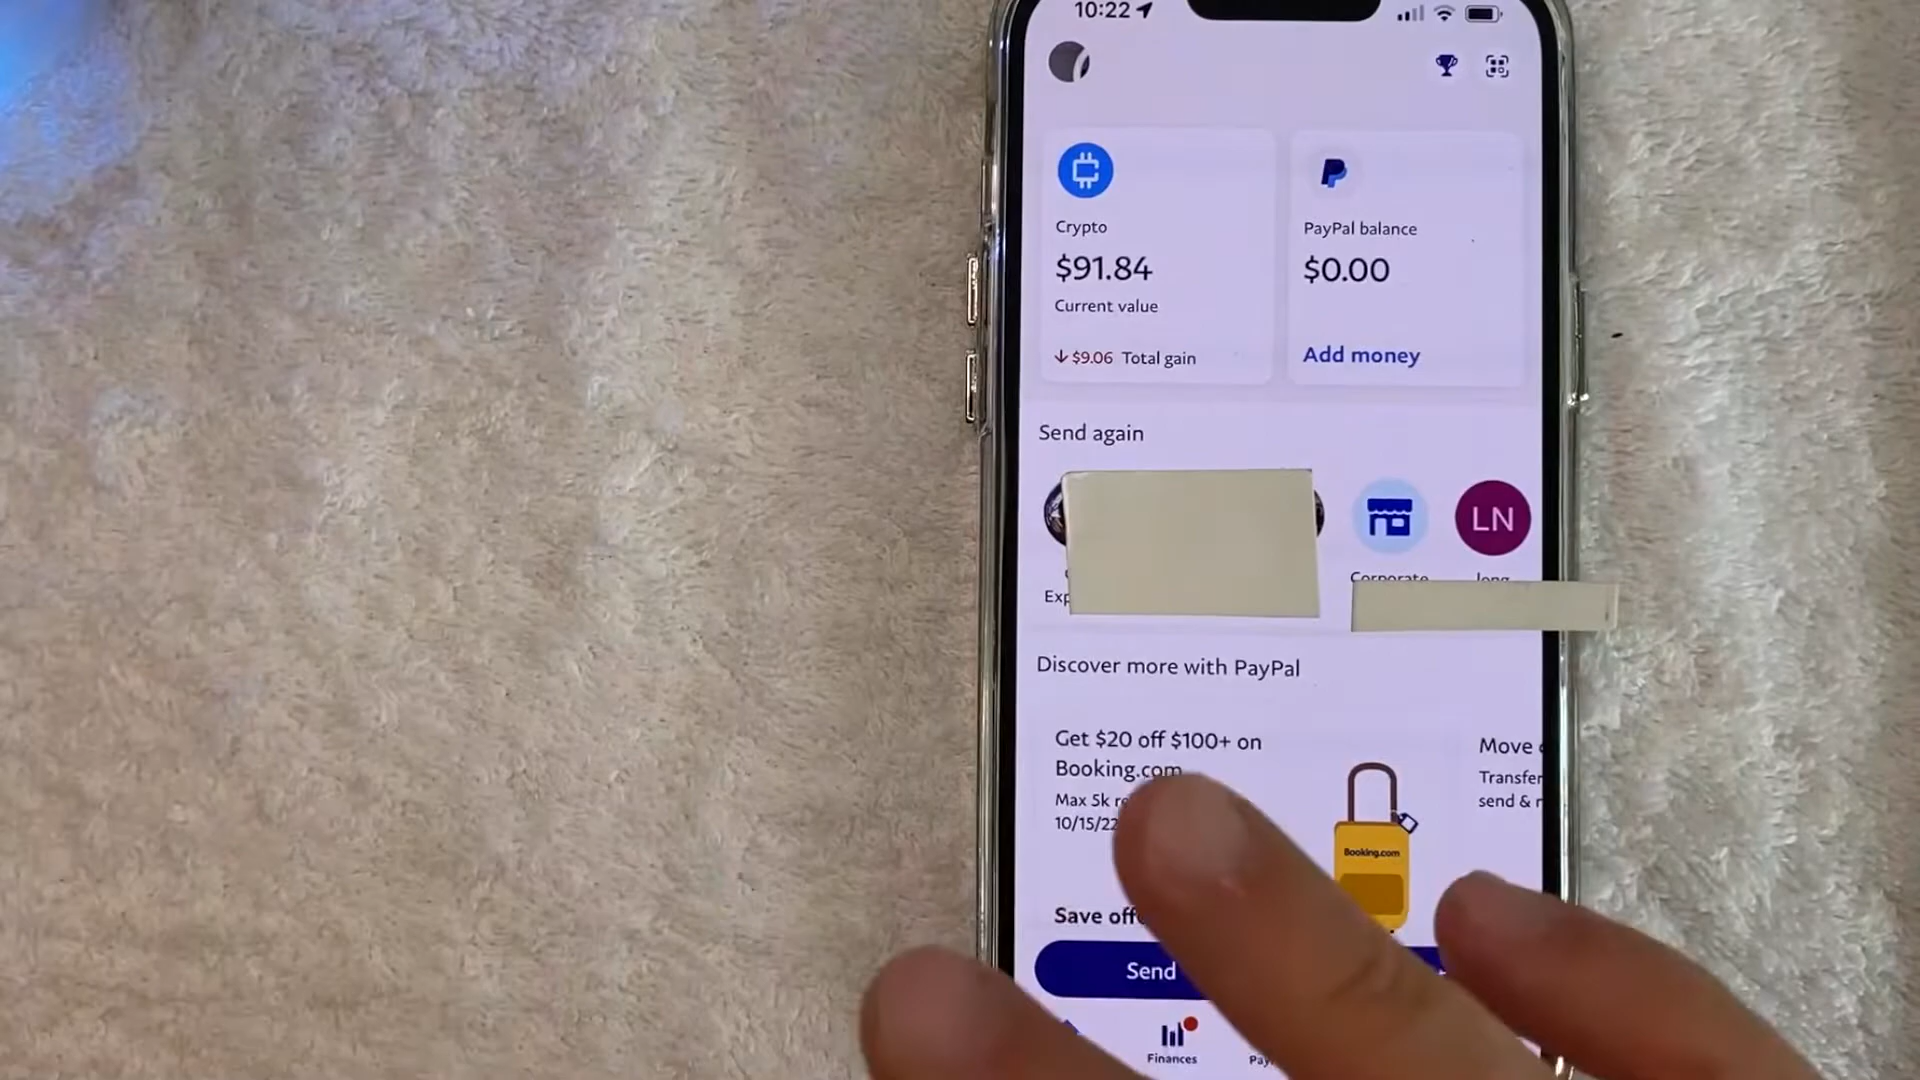 10:22
Crypto
$91.84
Current value
$9.06 Total gain
PayPal balance
$0.00
Add money
Send again
LN
Discover more with PayPal
Get $20 off $100+ on
Booking.com
Max 5k
10/15/22
Booking.com
Save
Move
Transfer
send &
Send
Finances